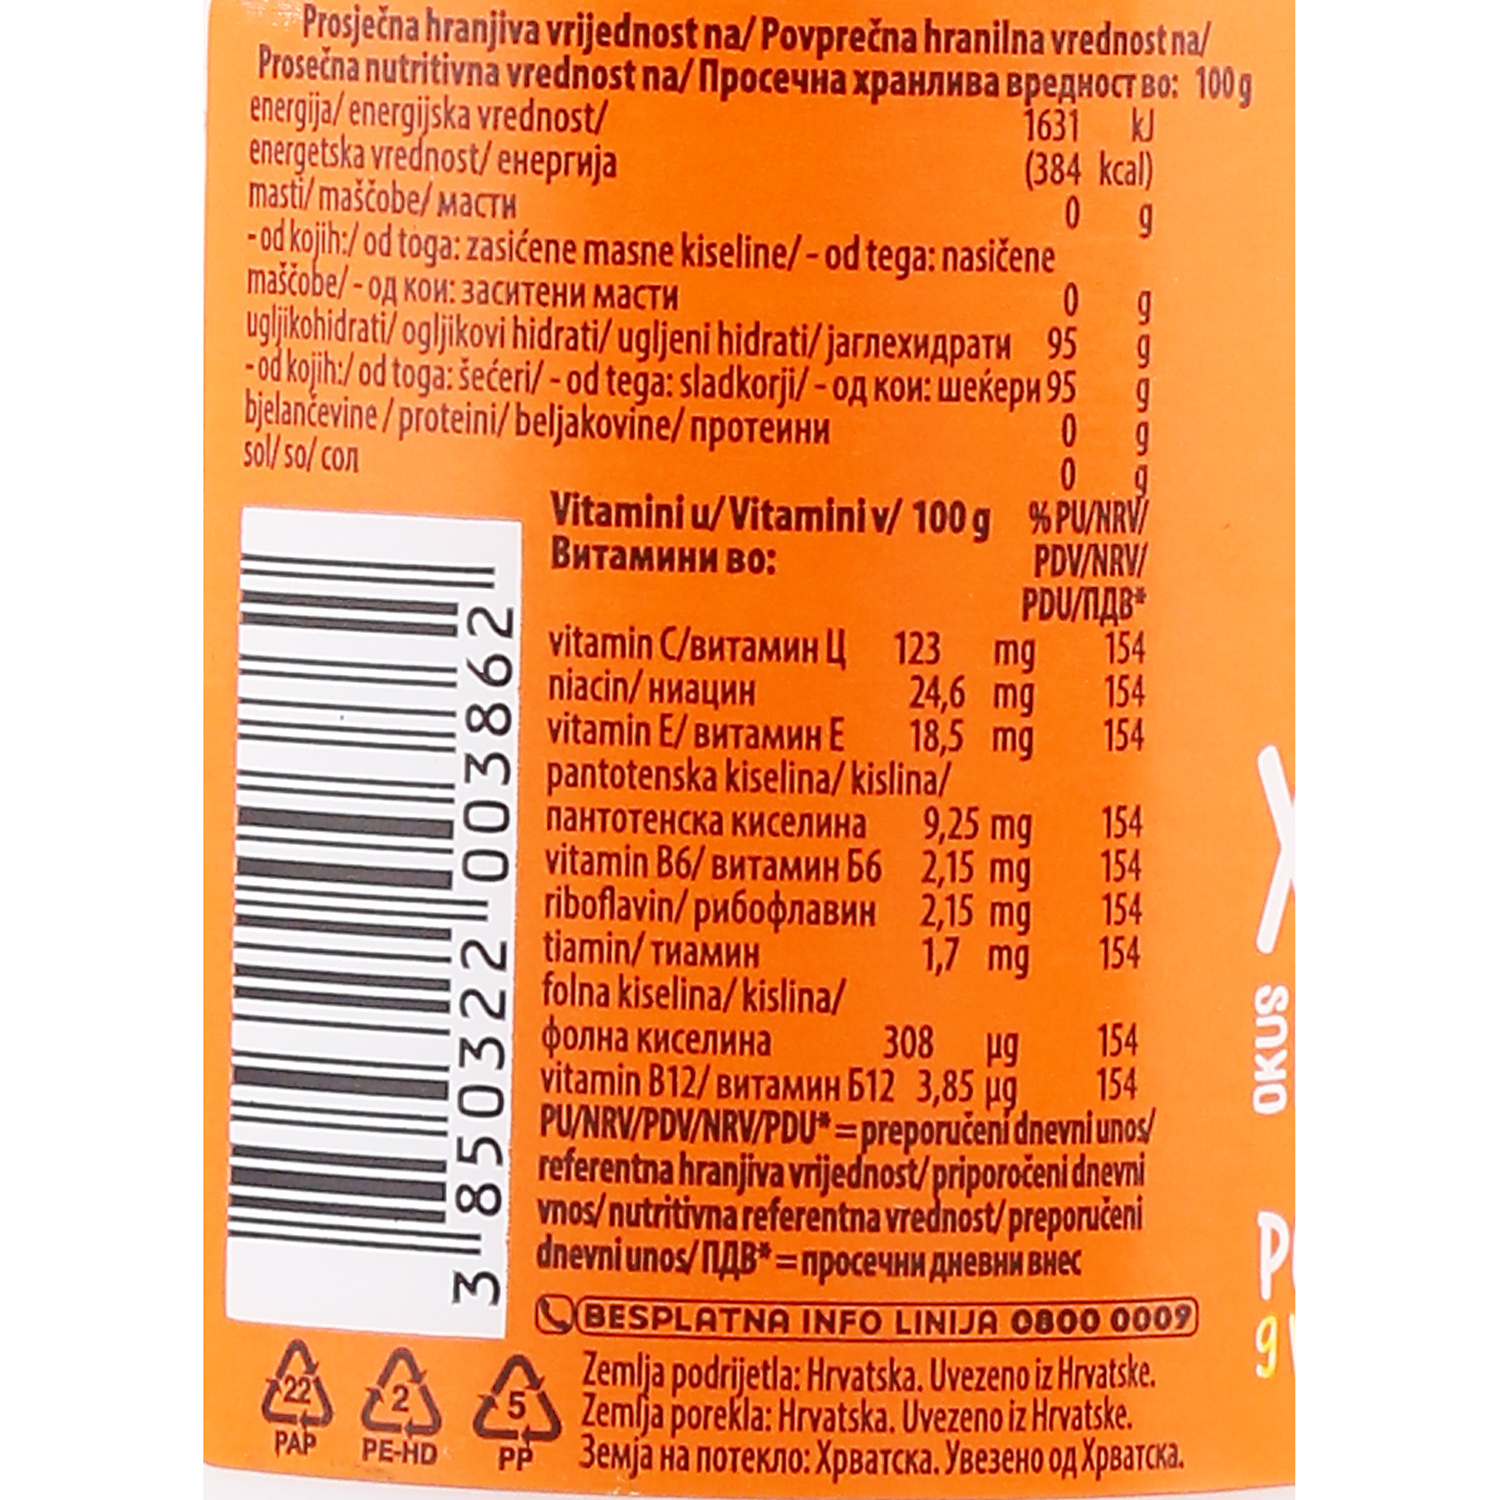 Prosječna hranjiva vrijednost na/ Povprečna hranilna vrednost na/
Prosečna nutritivna vrednost na/ Просечна хранлива вредност во: 100 g
energija/ energijska vrednost/ 1631 kJ
energetska vrednost/ енергија (384 kcal)
masti/ maščobe/ масти 0 g
- od kojih:/ od toga: zasićene masne kiseline/ - od tega: nasičene
maščobe/ - од кои: заситени масти 0 g
ugljikohidrati/ ogljikovi hidrati/ ugljeni hidrati/ јаглехидрати 95 g
- od kojih:/ od toga: šećeri/ - od tega: sladkorji/ - од кои: шеќери 95 g
bjelančevine / proteini/ beljakovine/ протеини 0 g
sol/ so/ сол 0 g
Vitamini u/ Vitamini v/ 100 g % PU/NRV/
Витамини во: PDV/NRV/
PDU/ПДВ*
vitamin C/витамин Ц 123 mg 154
niacin/ ниацин 24,6 mg 154
vitamin E/ витамин Е 18,5 mg 154
pantotenska kiselina/ kislina/
пантотенска киселина 9,25 mg 154
vitamin B6/ витамин Б6 2,15 mg 154
riboflavin/ рибофлавин 2,15 mg 154
tiamin/ тиамин 1,7 mg 154
folna kiselina/ kislina/
фолна киселина 308 µg 154
vitamin B12/ витамин Б12 3,85 µg 154
PU/NRV/PDV/NRV/PDU* = preporučeni dnevni unos/
referentna hranjiva vrijednost/ priporočeni dnevni
vnos/ nutritivna referentna vrednost/ preporučeni
dnevni unos/ ПДВ* = просечни дневни внес
3 850322 003862
BESPLATNA INFO LINIJA 0800 0009
Zemlja podrijetla: Hrvatska. Uvezeno iz Hrvatske.
Zemlja porekla: Hrvatska. Uvezeno iz Hrvatske.
Земја на потекло: Хрватска. Увезено од Хрватска.
22 PAP
2 PE-HD
5 PP
OKUS